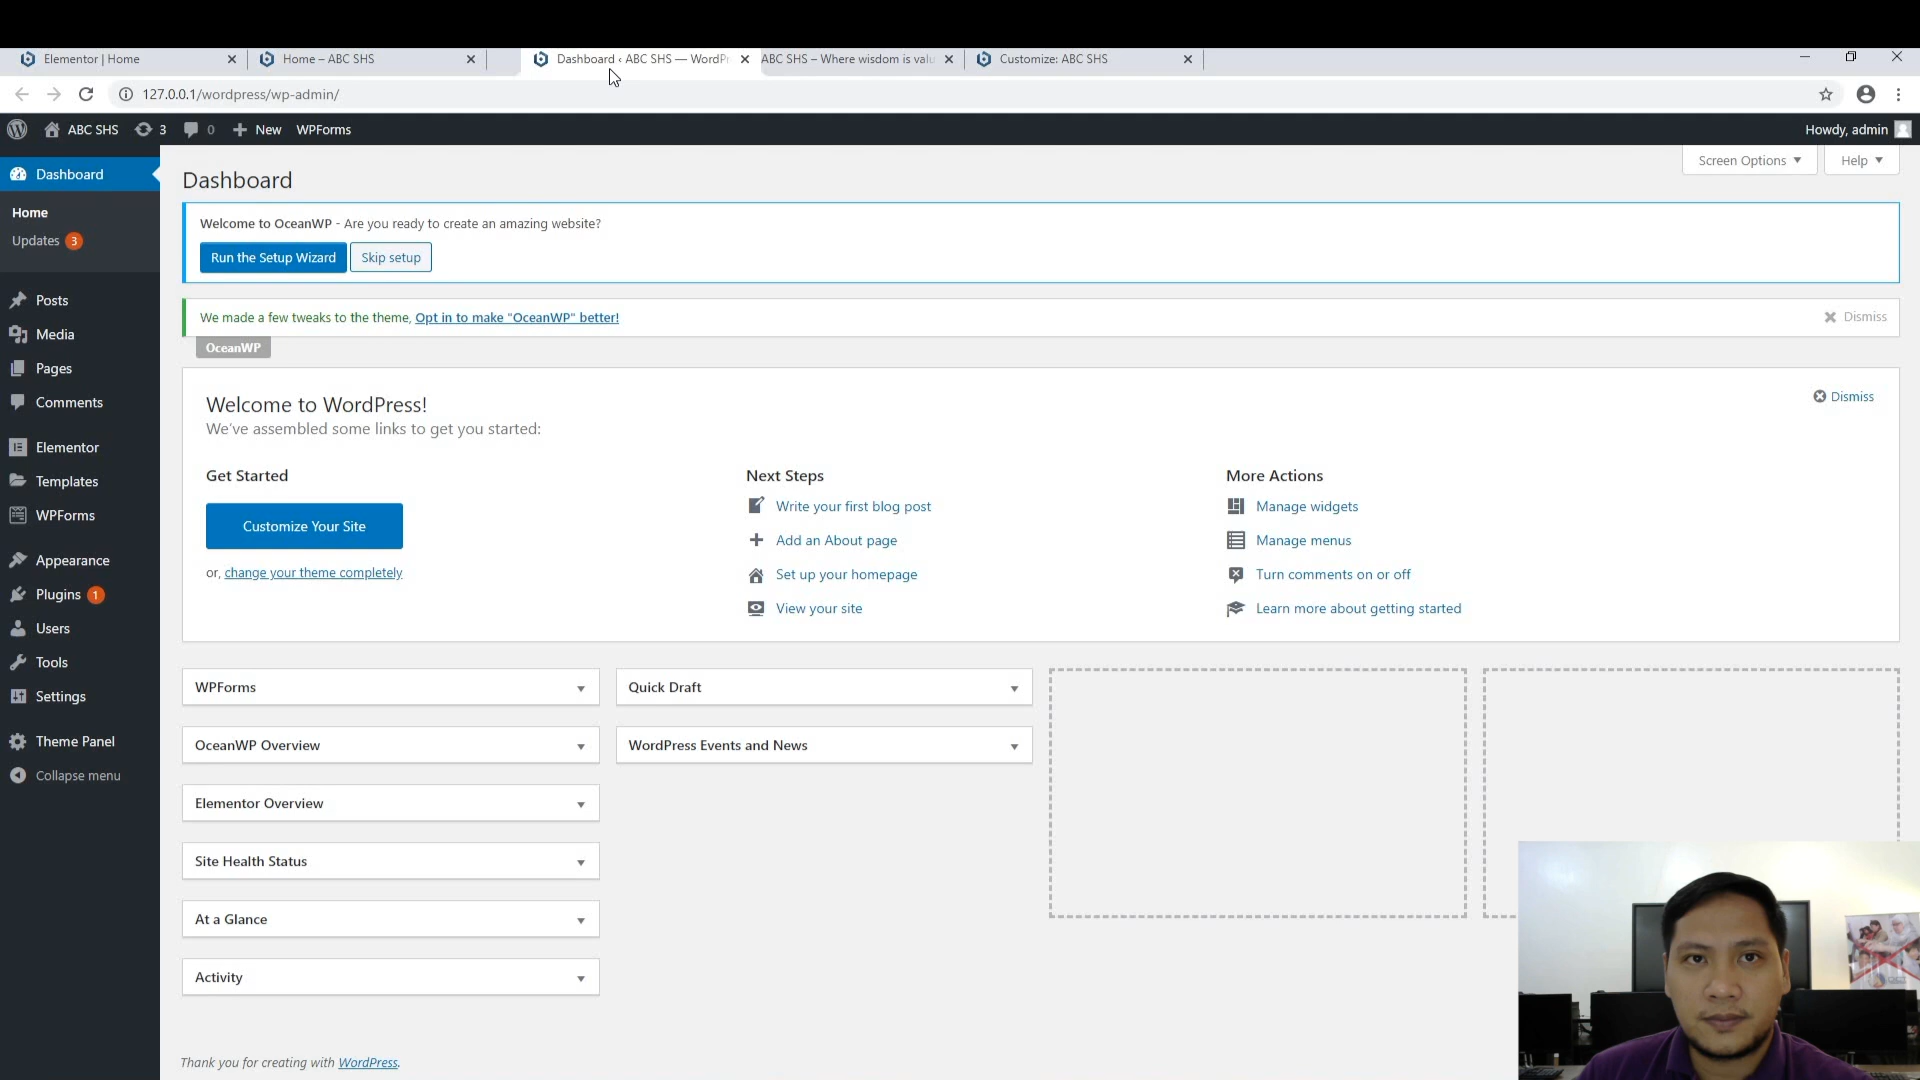 Elementor | Home
Home – ABC SHS
Dashboard ‹ ABC SHS — WordPr
ABC SHS – Where wisdom is valu
Customize: ABC SHS
127.0.0.1/wordpress/wp-admin/
ABC SHS
3
0
New
WPForms
Howdy, admin
Dashboard
Home
Updates 3
Posts
Media
Pages
Comments
Elementor
Templates
WPForms
Appearance
Plugins 1
Users
Tools
Settings
Theme Panel
Collapse menu
Screen Options
Help
Dashboard
Welcome to OceanWP - Are you ready to create an amazing website?
Run the Setup Wizard
Skip setup
We made a few tweaks to the theme, Opt in to make "OceanWP" better!
Dismiss
OceanWP
Welcome to WordPress!
Dismiss
We've assembled some links to get you started:
Get Started
Customize Your Site
or, change your theme completely
Next Steps
Write your first blog post
Add an About page
Set up your homepage
View your site
More Actions
Manage widgets
Manage menus
Turn comments on or off
Learn more about getting started
WPForms
OceanWP Overview
Elementor Overview
Site Health Status
At a Glance
Activity
Quick Draft
WordPress Events and News
Thank you for creating with WordPress.